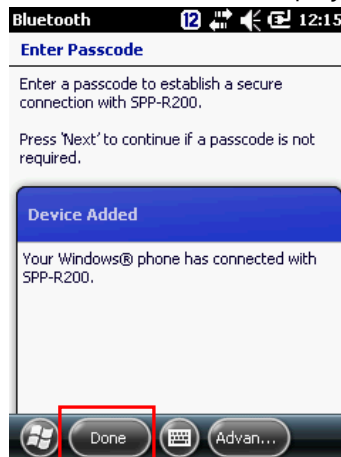 Bluetooth 12 12:15
Enter Passcode
Enter a passcode to establish a secure
connection with SPP-R200.
Press 'Next' to continue if a passcode is not
required.
Device Added
Your Windows® phone has connected with
SPP-R200.
Done Advan...